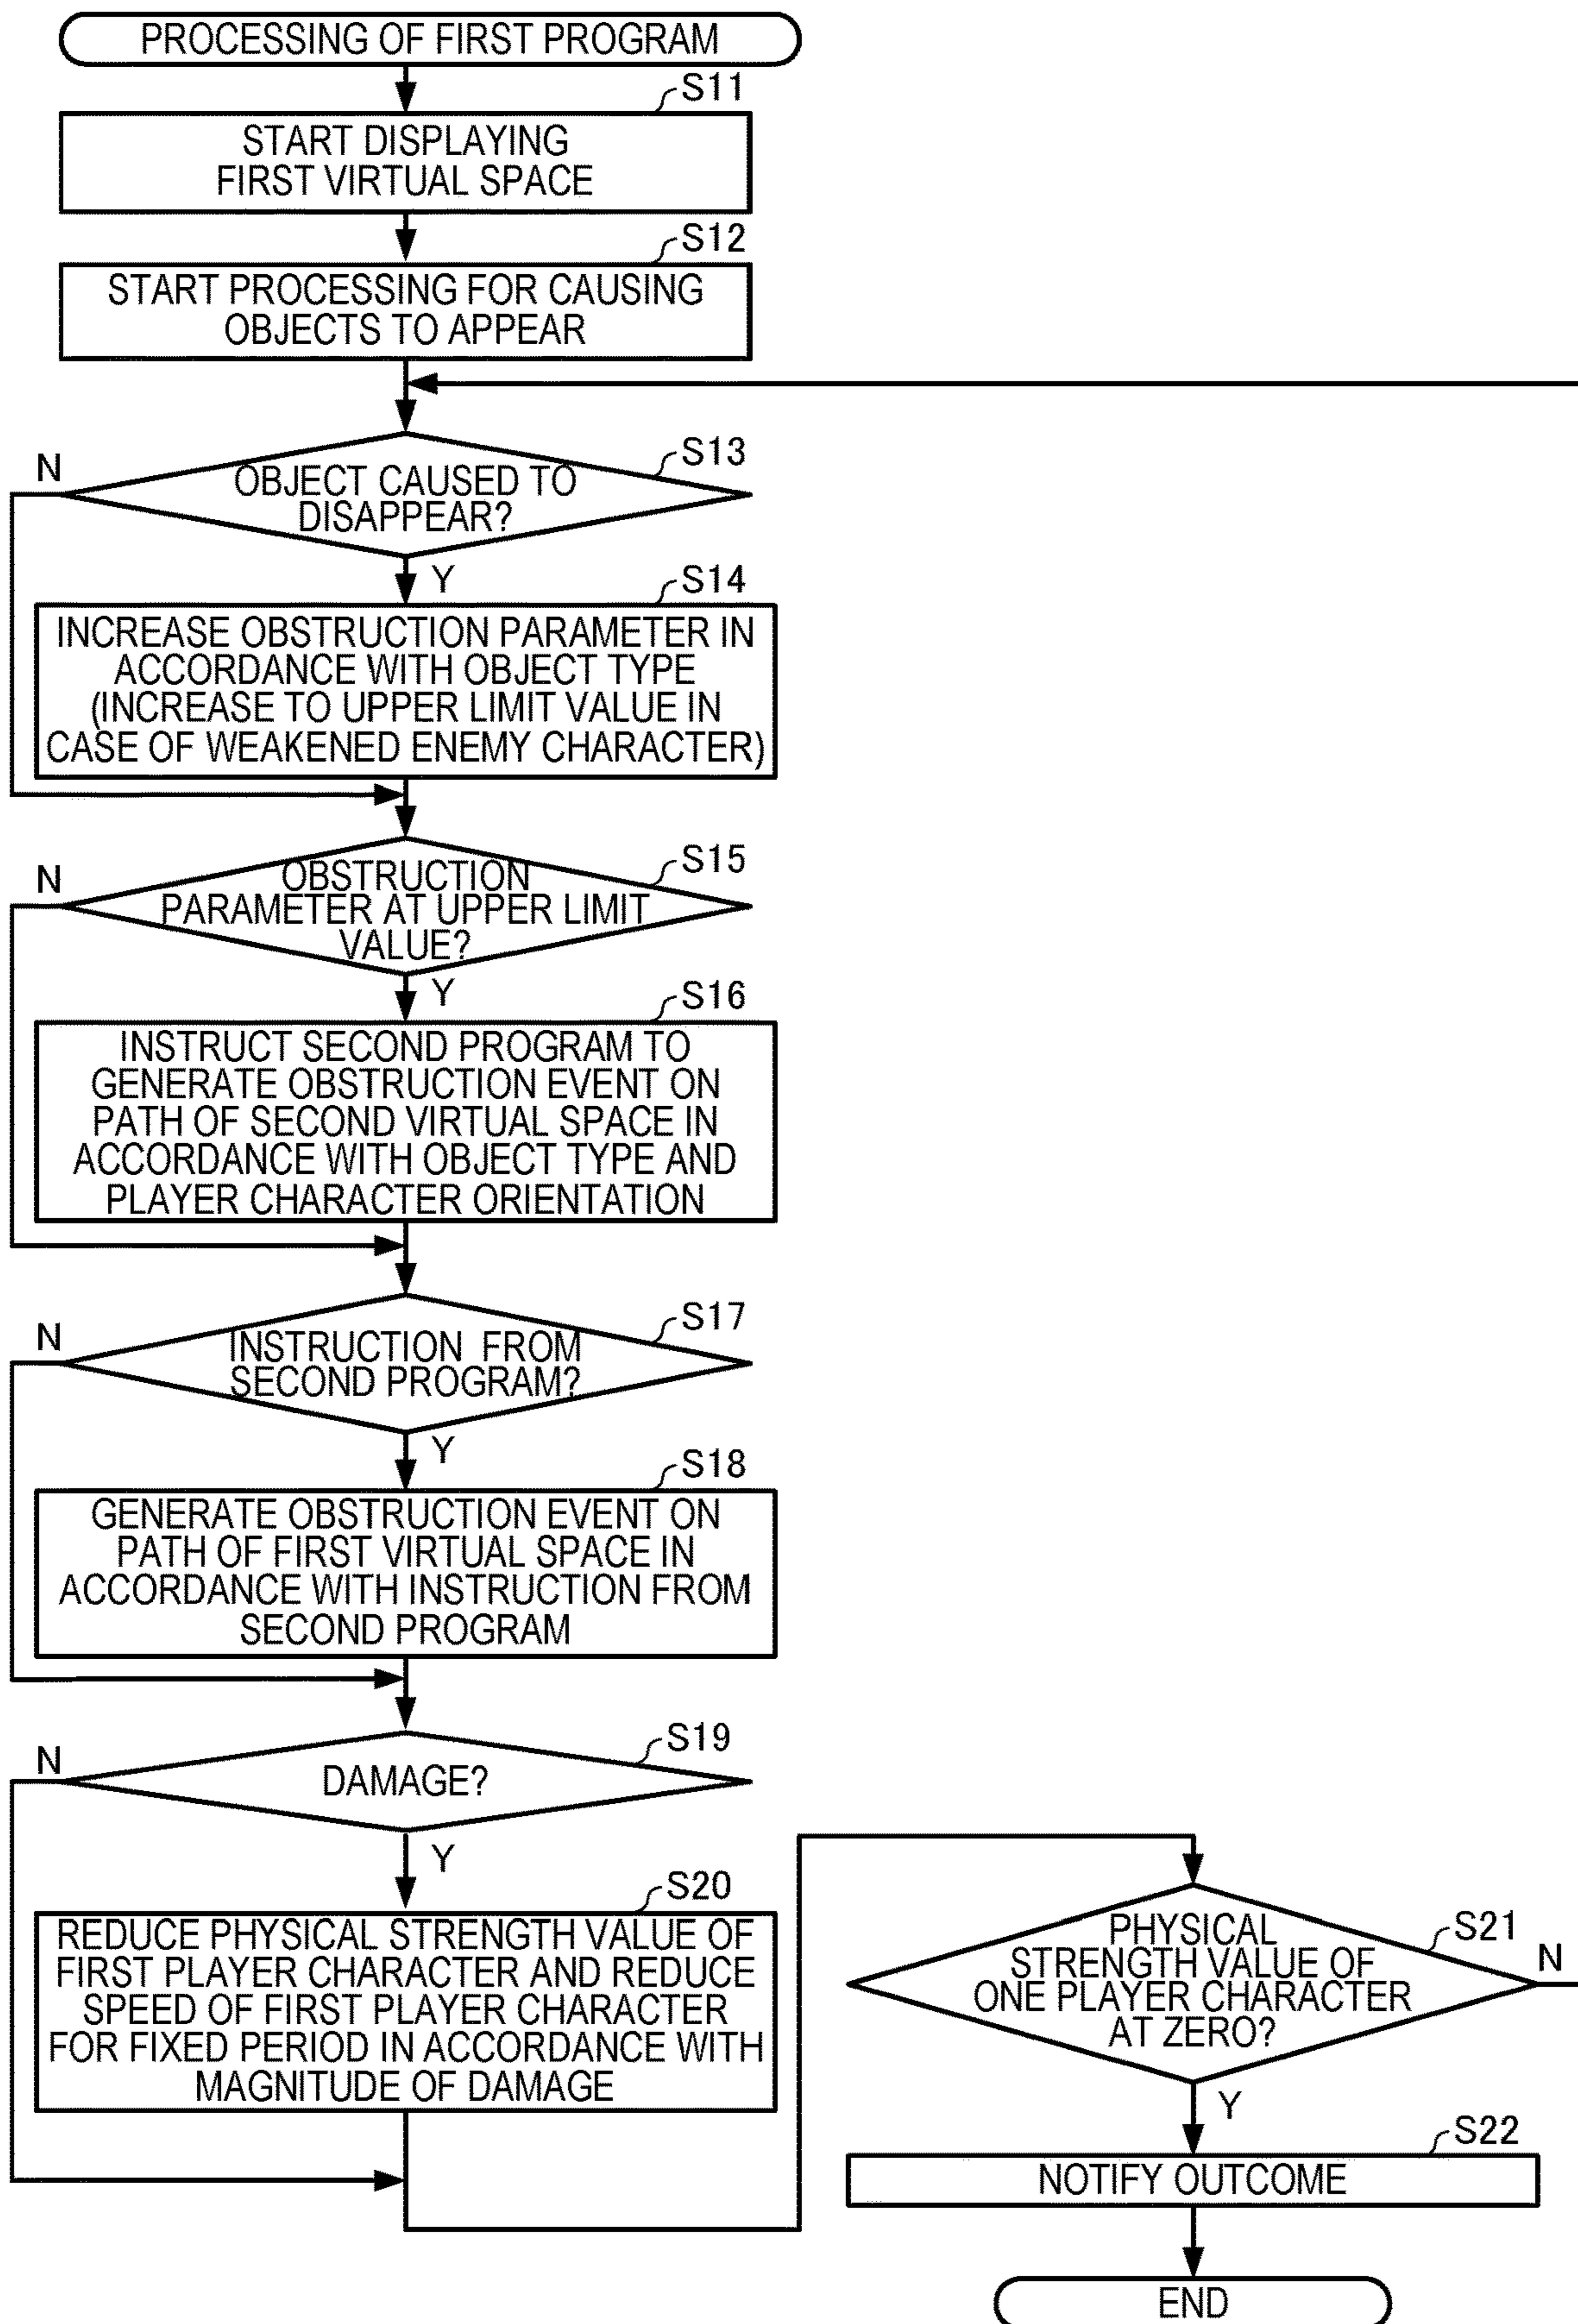 PROCESSING OF FIRST PROGRAM
S11
START DISPLAYING
FIRST VIRTUAL SPACE
S12
START PROCESSING FOR CAUSING
OBJECTS TO APPEAR
S13
N
OBJECT CAUSED TO
DISAPPEAR?
Y
S14
INCREASE OBSTRUCTION PARAMETER IN
ACCORDANCE WITH OBJECT TYPE
(INCREASE TO UPPER LIMIT VALUE IN
CASE OF WEAKENED ENEMY CHARACTER)
S15
N
OBSTRUCTION
PARAMETER AT UPPER LIMIT
VALUE?
Y
S16
INSTRUCT SECOND PROGRAM TO
GENERATE OBSTRUCTION EVENT ON
PATH OF SECOND VIRTUAL SPACE IN
ACCORDANCE WITH OBJECT TYPE AND
PLAYER CHARACTER ORIENTATION
S17
N
INSTRUCTION FROM
SECOND PROGRAM?
Y
S18
GENERATE OBSTRUCTION EVENT ON
PATH OF FIRST VIRTUAL SPACE IN
ACCORDANCE WITH INSTRUCTION FROM
SECOND PROGRAM
S19
N
DAMAGE?
Y
S20
REDUCE PHYSICAL STRENGTH VALUE OF
FIRST PLAYER CHARACTER AND REDUCE
SPEED OF FIRST PLAYER CHARACTER
FOR FIXED PERIOD IN ACCORDANCE WITH
MAGNITUDE OF DAMAGE
S21
PHYSICAL
STRENGTH VALUE OF
ONE PLAYER CHARACTER
AT ZERO?
N
Y
S22
NOTIFY OUTCOME
END